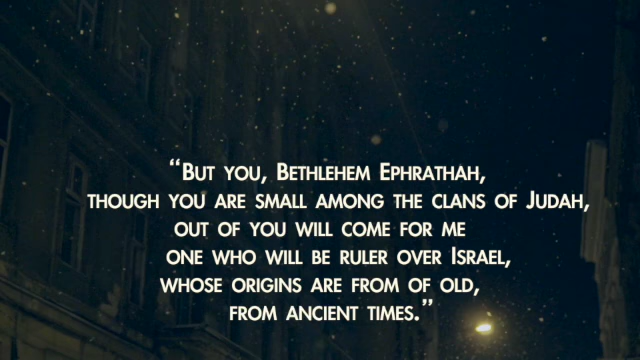 “But you, Bethlehem Ephrathah,
though you are small among the clans of Judah,
out of you will come for me
one who will be ruler over Israel,
whose origins are from of old,
from ancient times.”